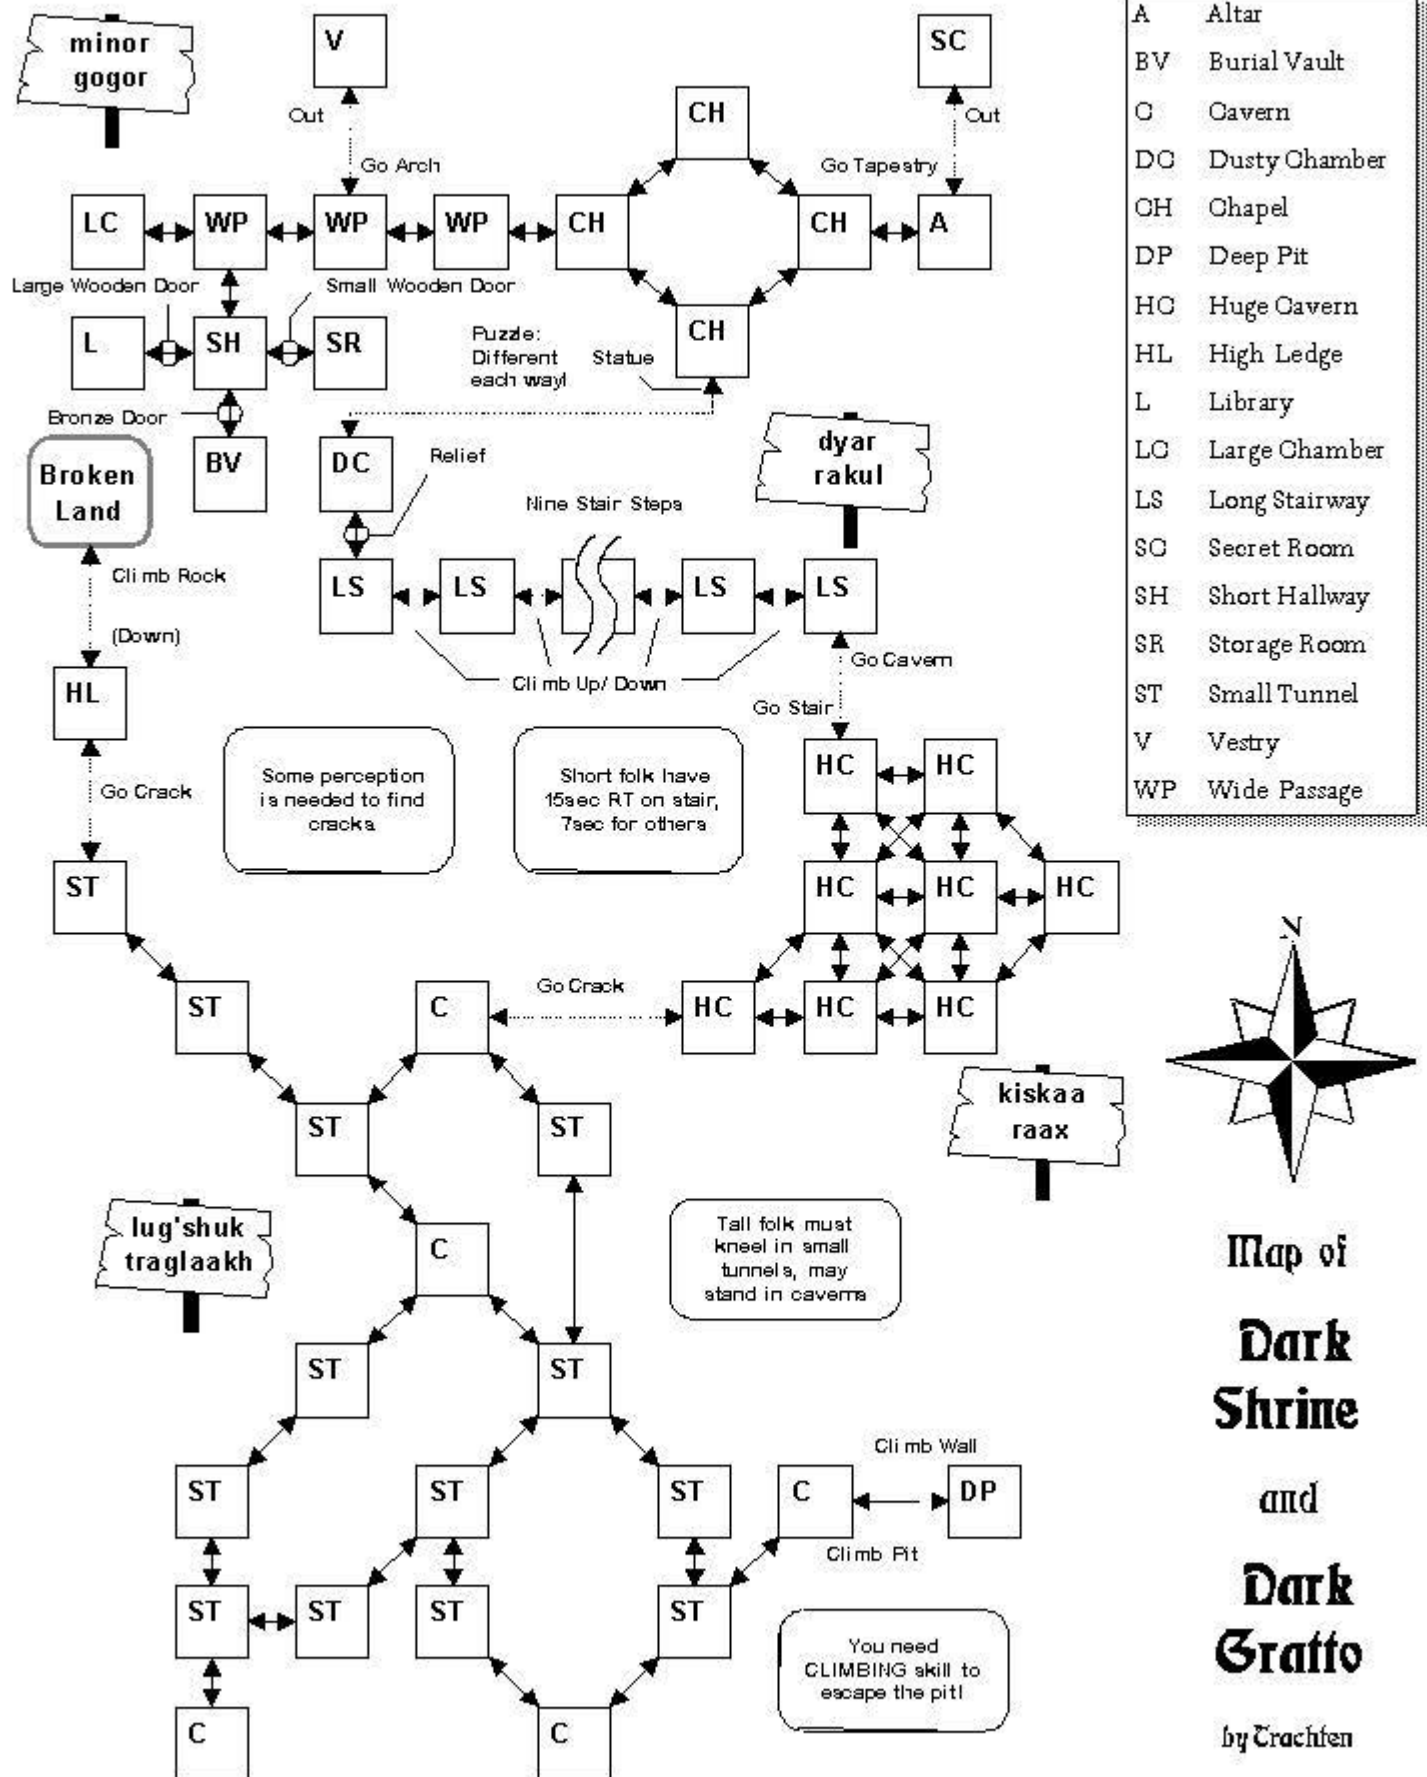 minor
gogor
V
SC
Out
Out
CH
Go Arch
Go Tapestry
LC
WP
WP
WP
CH
CH
A
Large Wooden Door
Small Wooden Door
L
SH
SR
CH
Puzzle:
Different
each way!
Statue
Bronze Door
BV
DC
Relief
dyar
rakul
Broken
Land
Nine Stair Steps
Climb Rock
(Down)
LS
LS
LS
LS
Climb Up/Down
Go Cavern
Go Stair
HL
Go Crack
Some perception
is needed to find
cracks
Short folk have
15sec RT on stair,
7sec for others
HC
HC
ST
HC
HC
HC
ST
C
Go Crack
HC
HC
HC
ST
ST
kiskaa
raax
lug'shuk
traglaakh
C
Tall folk must
kneel in small
tunnels, may
stand in caverns
ST
ST
Climb Wall
ST
ST
ST
C
DP
Climb Pit
ST
ST
ST
ST
You need
CLIMBING skill to
escape the pit!
C
C
A Altar
BV Burial Vault
C Cavern
DC Dusty Chamber
CH Chapel
DP Deep Pit
HC Huge Cavern
HL High Ledge
L Library
LC Large Chamber
LS Long Stairway
SC Secret Room
SH Short Hallway
SR Storage Room
ST Small Tunnel
V Vestry
WP Wide Passage
N
Map of
Dark
Shrine
and
Dark
Grotto
by Trachten